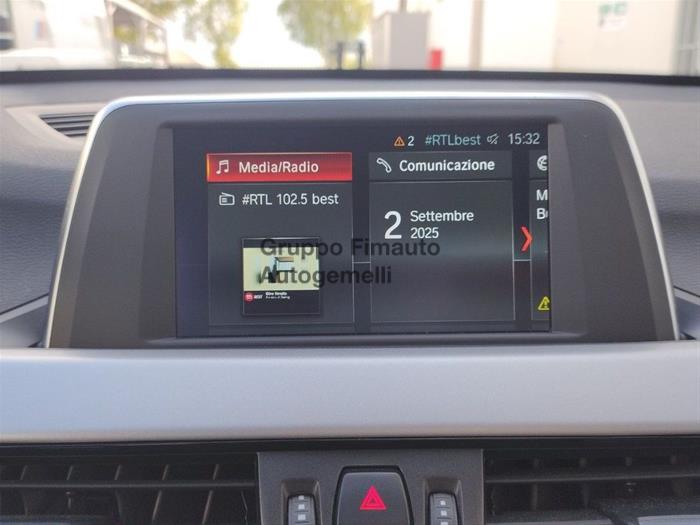 2 #RTLbest 15:32
Media/Radio
Comunicazione
#RTL 102.5 best
2 Settembre
2025
Gruppo Fimauto
Autogemelli